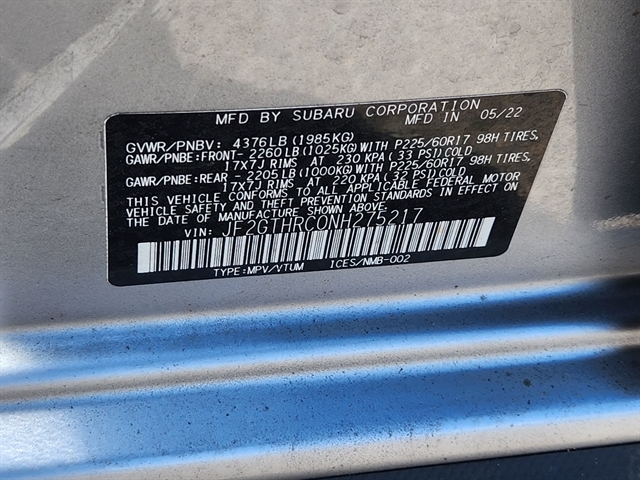 MFD BY SUBARU CORPORATION MFD IN 05/22
GVWR/PNBV: 4376LB(1985KG)
GAWR/PNBE:FRONT- 2260LB(1025KG)WITH P225/60R17 98H TIRES,
17X7J RIMS AT 230 KPA(33 PSI)COLD
GAWR/PNBE:REAR - 2205LB(1000KG)WITH P225/60R17 98H TIRES,
17X7J RIMS AT 220 KPA(32 PSI)COLD
THIS VEHICLE CONFORMS TO ALL APPLICABLE FEDERAL MOTOR
VEHICLE SAFETY AND BUMPER STANDARDS IN EFFECT ON THE
DATE OF MANUFACTURE SHOWN ABOVE.
VIN: JF2GTHRC0NH275217
TYPE:MPV/VTUM ICES/NMB-002